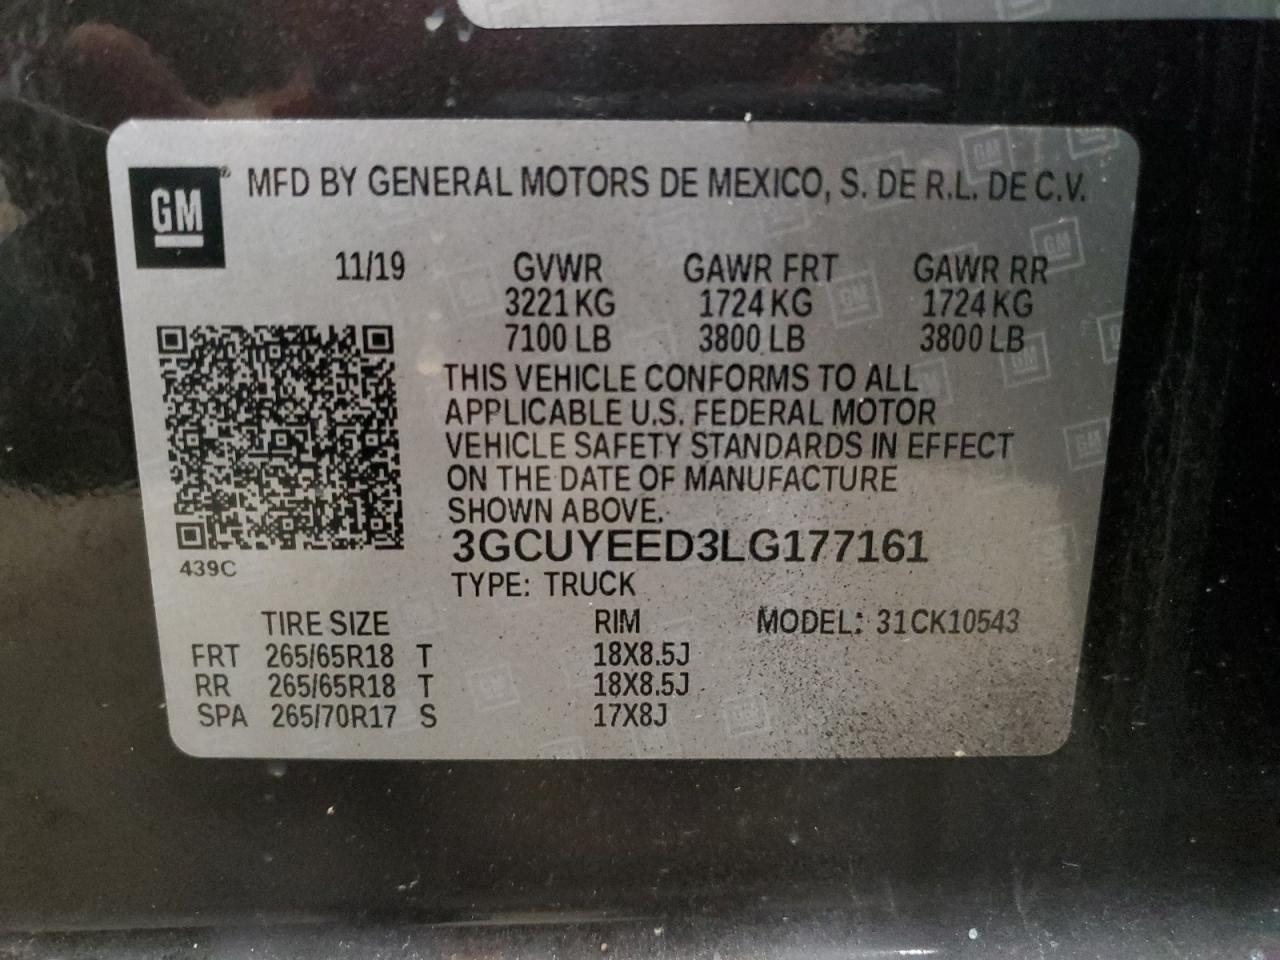 GM® MFD BY GENERAL MOTORS DE MEXICO, S. DE R.L. DE C.V.
11/19 GVWR GAWR FRT GAWR RR
3221 KG 1724 KG 1724 KG
7100 LB 3800 LB 3800 LB
THIS VEHICLE CONFORMS TO ALL
APPLICABLE U.S. FEDERAL MOTOR
VEHICLE SAFETY STANDARDS IN EFFECT
ON THE DATE OF MANUFACTURE
SHOWN ABOVE.
3GCUYEED3LG177161
439C
TYPE: TRUCK
TIRE SIZE RIM MODEL: 31CK10543
FRT 265/65R18 T 18X8.5J
RR 265/65R18 T 18X8.5J
SPA 265/70R17 S 17X8J